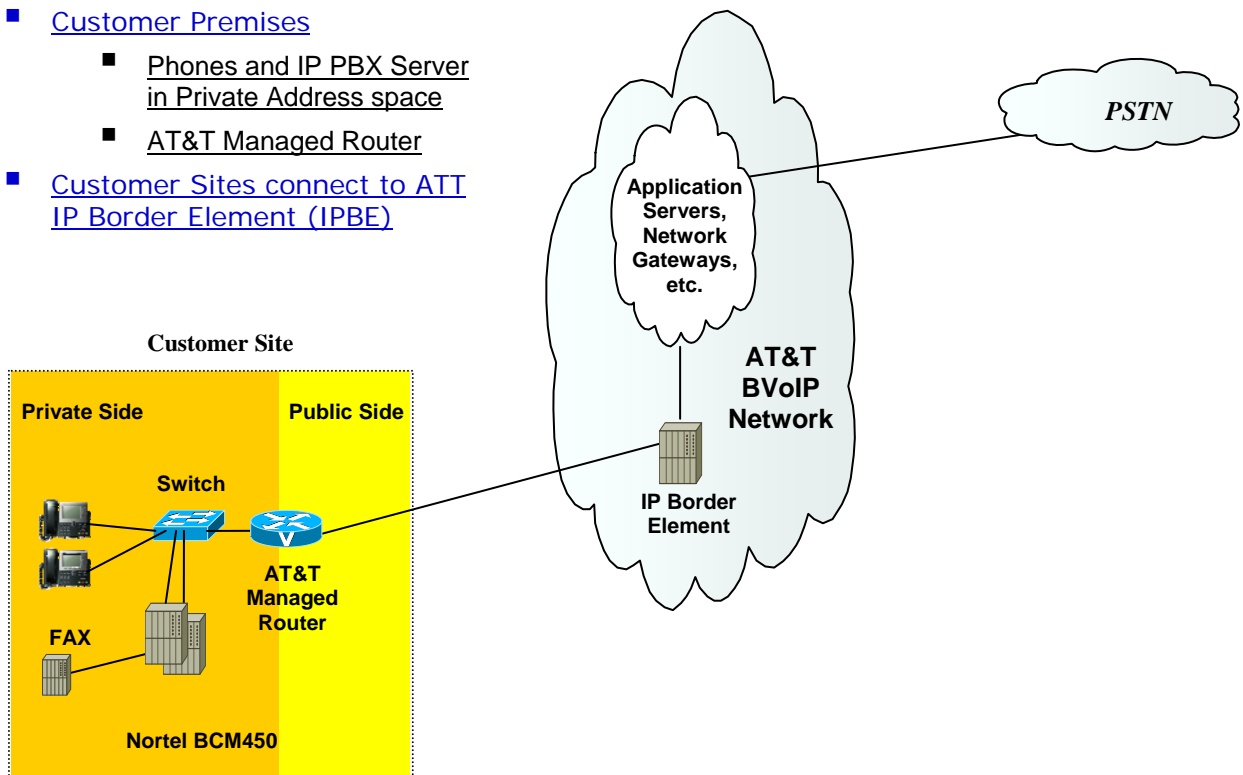 ▪ Customer Premises
▪ Phones and IP PBX Server
in Private Address space
▪ AT&T Managed Router
▪ Customer Sites connect to ATT
IP Border Element (IPBE)
PSTN
Application
Servers,
Network
Gateways,
etc.
AT&T
BVoIP
Network
IP Border
Element
Customer Site
Private Side
Public Side
Switch
V
AT&T
Managed
Router
FAX
Nortel BCM450